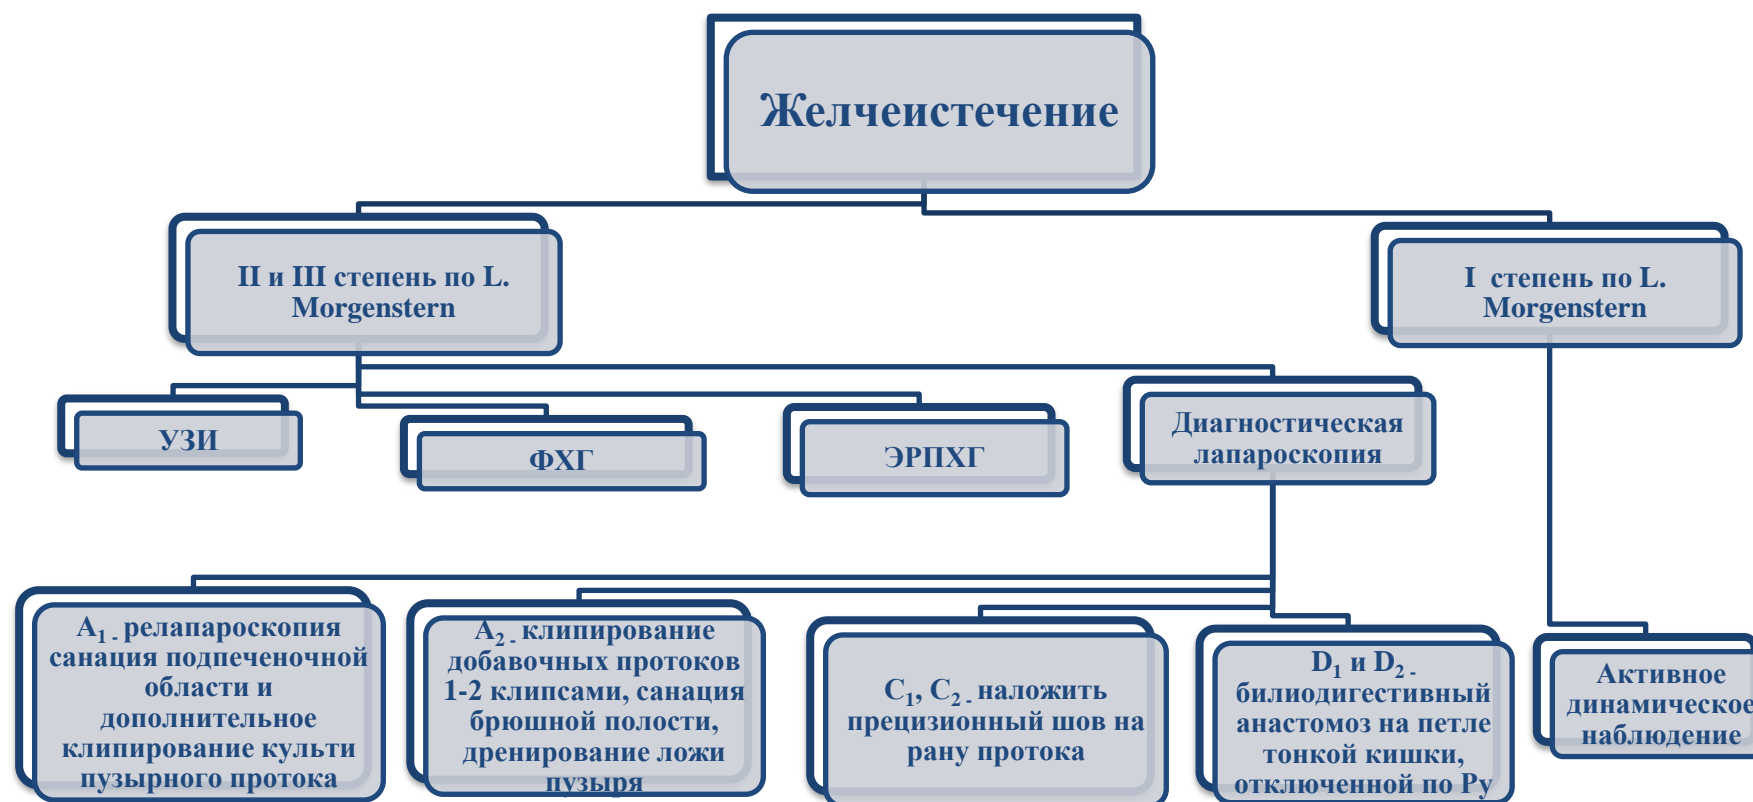 Желчеистечение
II и III степень по L.
Morgenstern
I степень по L.
Morgenstern
УЗИ
ФХГ
ЭРПХГ
Диагностическая
лапароскопия
A1 - релапароскопия
санация подпеченочной
области и
дополнительное
клипирование культи
пузырного протока
A2 - клипирование
добавочных протоков
1-2 клипсами, санация
брюшной полости,
дренирование ложи
пузыря
C1, C2 - наложить
прецизионный шов на
рану протока
D1 и D2 -
билиодигестивный
анастомоз на петле
тонкой кишки,
отключенной по Ру
Активное
динамическое
наблюдение